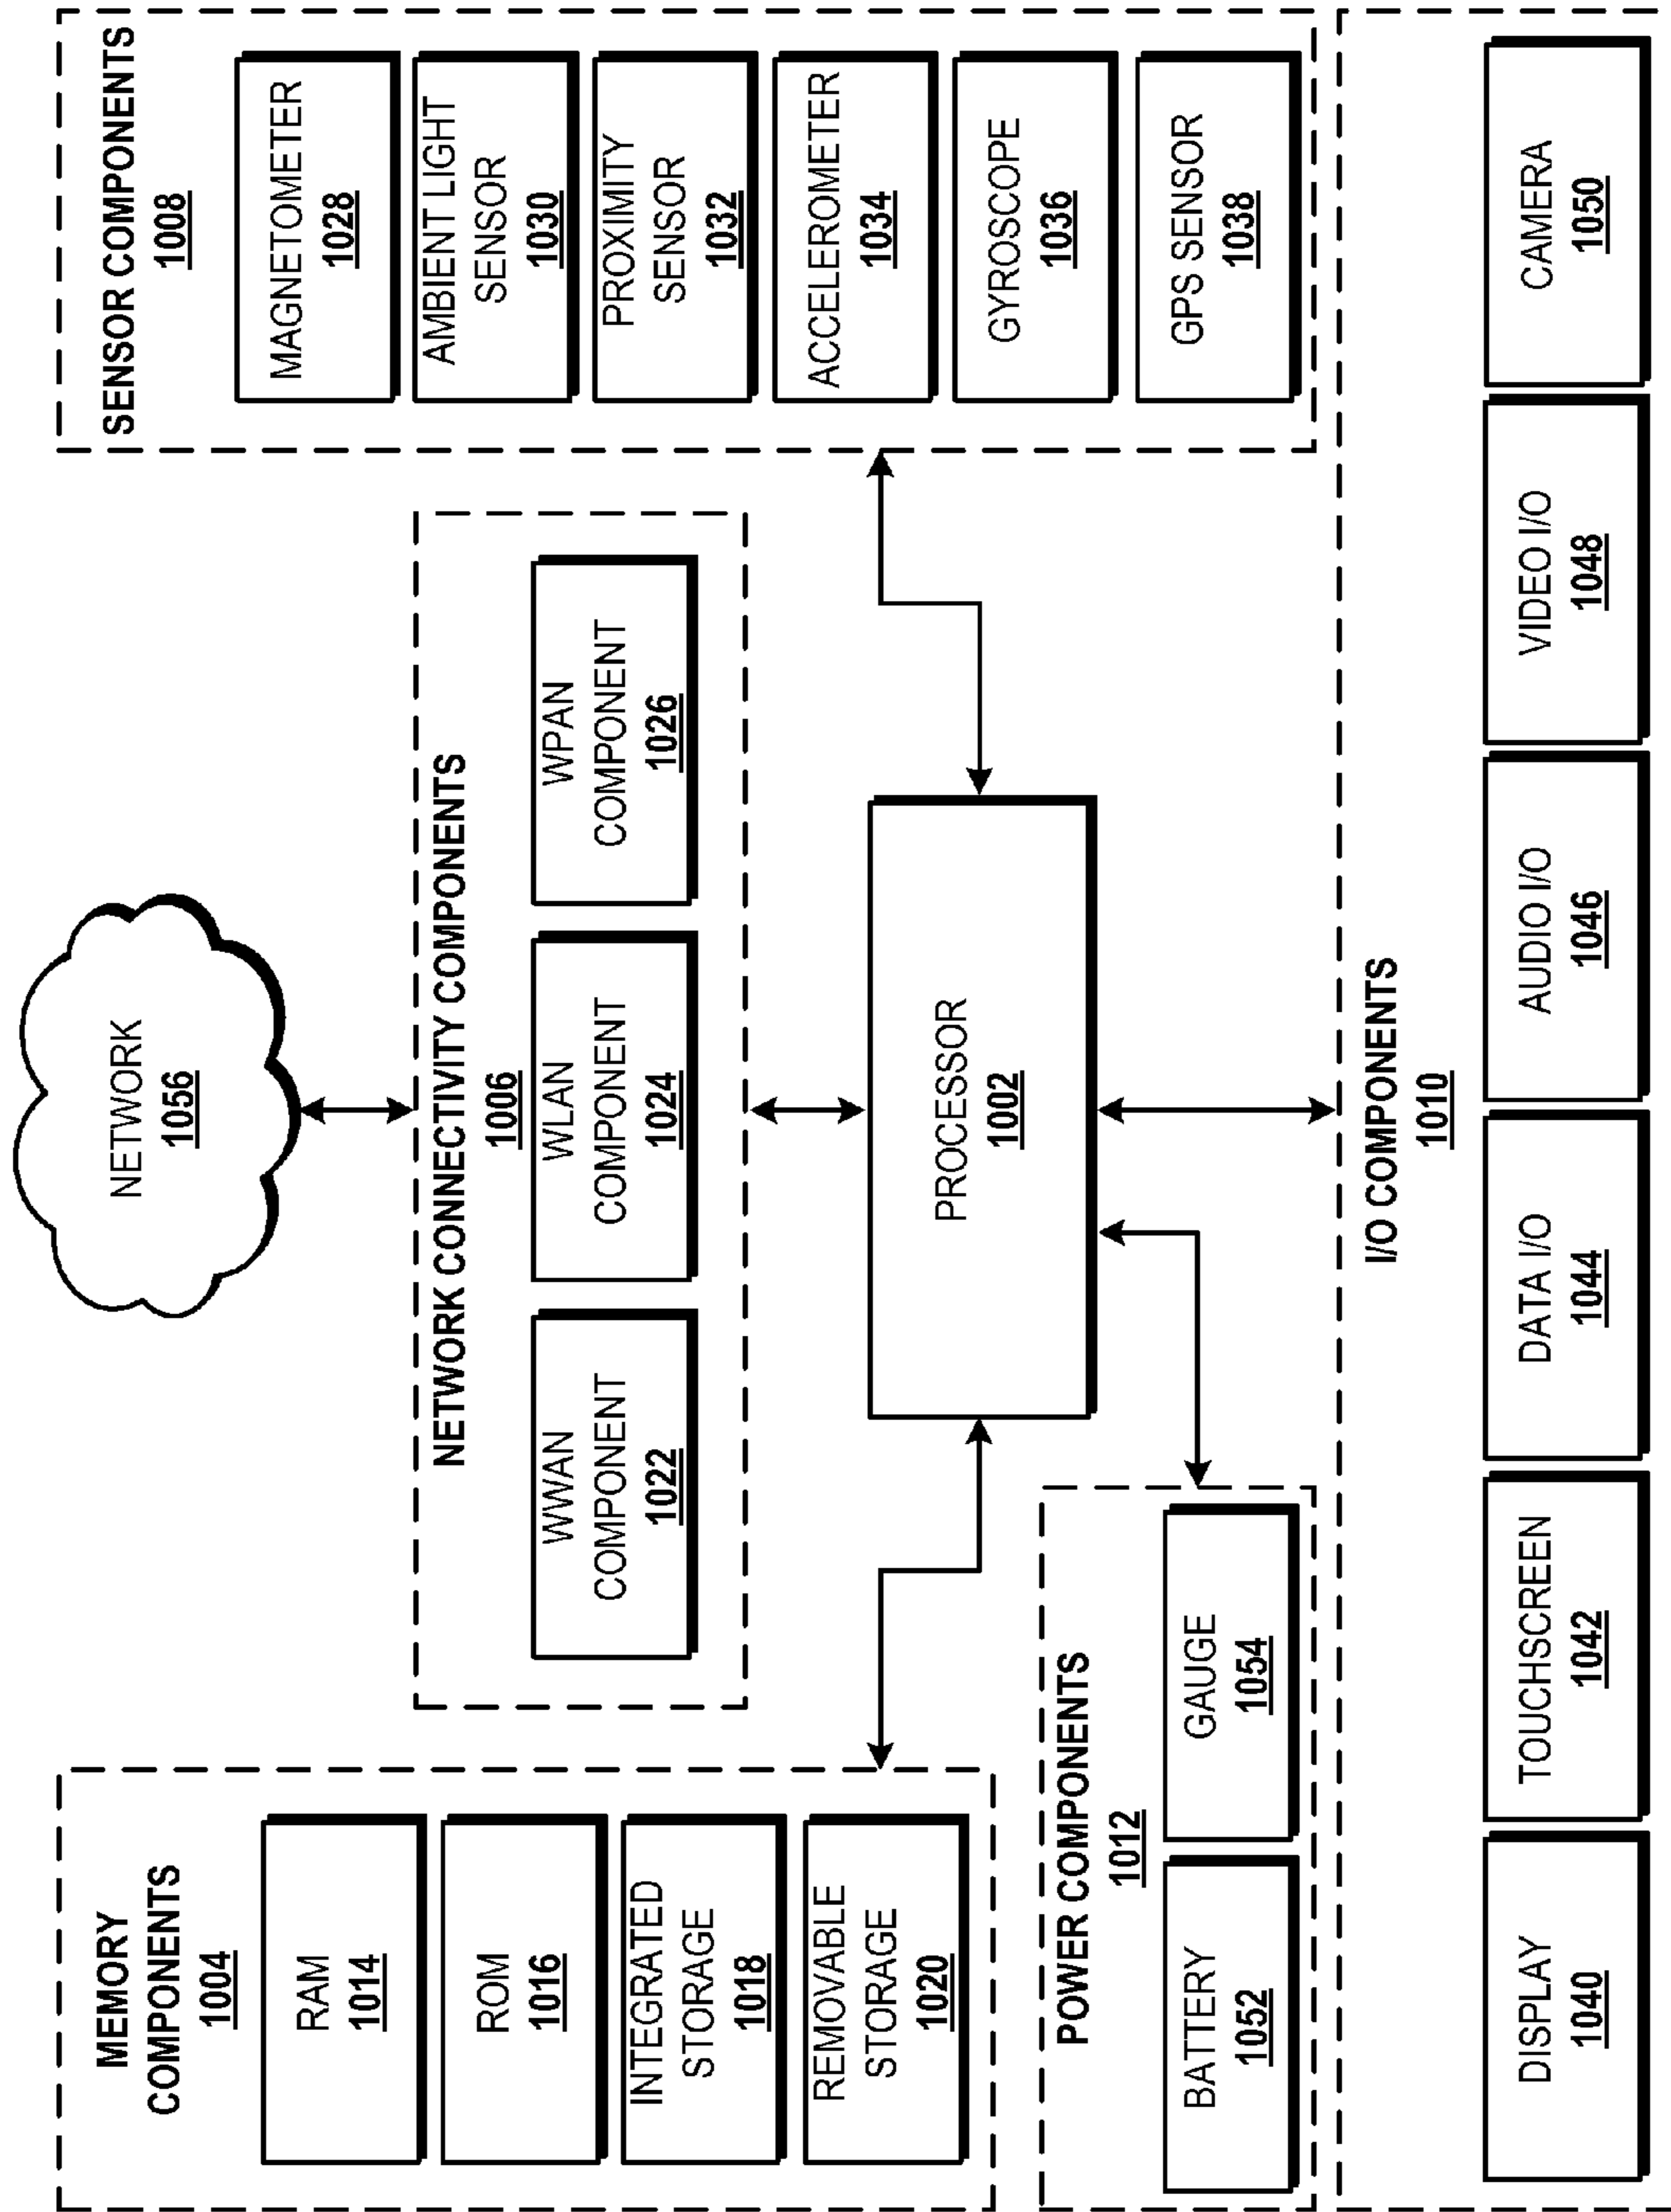 NETWORK
1056
MEMORY
COMPONENTS
1004
RAM
1014
ROM
1016
INTEGRATED
STORAGE
1018
REMOVABLE
STORAGE
1020
NETWORK CONNECTIVITY COMPONENTS
1006
WWAN
COMPONENT
1022
WLAN
COMPONENT
1024
WPAN
COMPONENT
1026
SENSOR COMPONENTS
1008
MAGNETOMETER
1028
AMBIENT LIGHT
SENSOR
1030
PROXIMITY
SENSOR
1032
ACCELEROMETER
1034
GYROSCOPE
1036
GPS SENSOR
1038
PROCESSOR
1002
POWER COMPONENTS
1012
BATTERY
1052
GAUGE
1054
I/O COMPONENTS
1010
DISPLAY
1040
TOUCHSCREEN
1042
DATA I/O
1044
AUDIO I/O
1046
VIDEO I/O
1048
CAMERA
1050